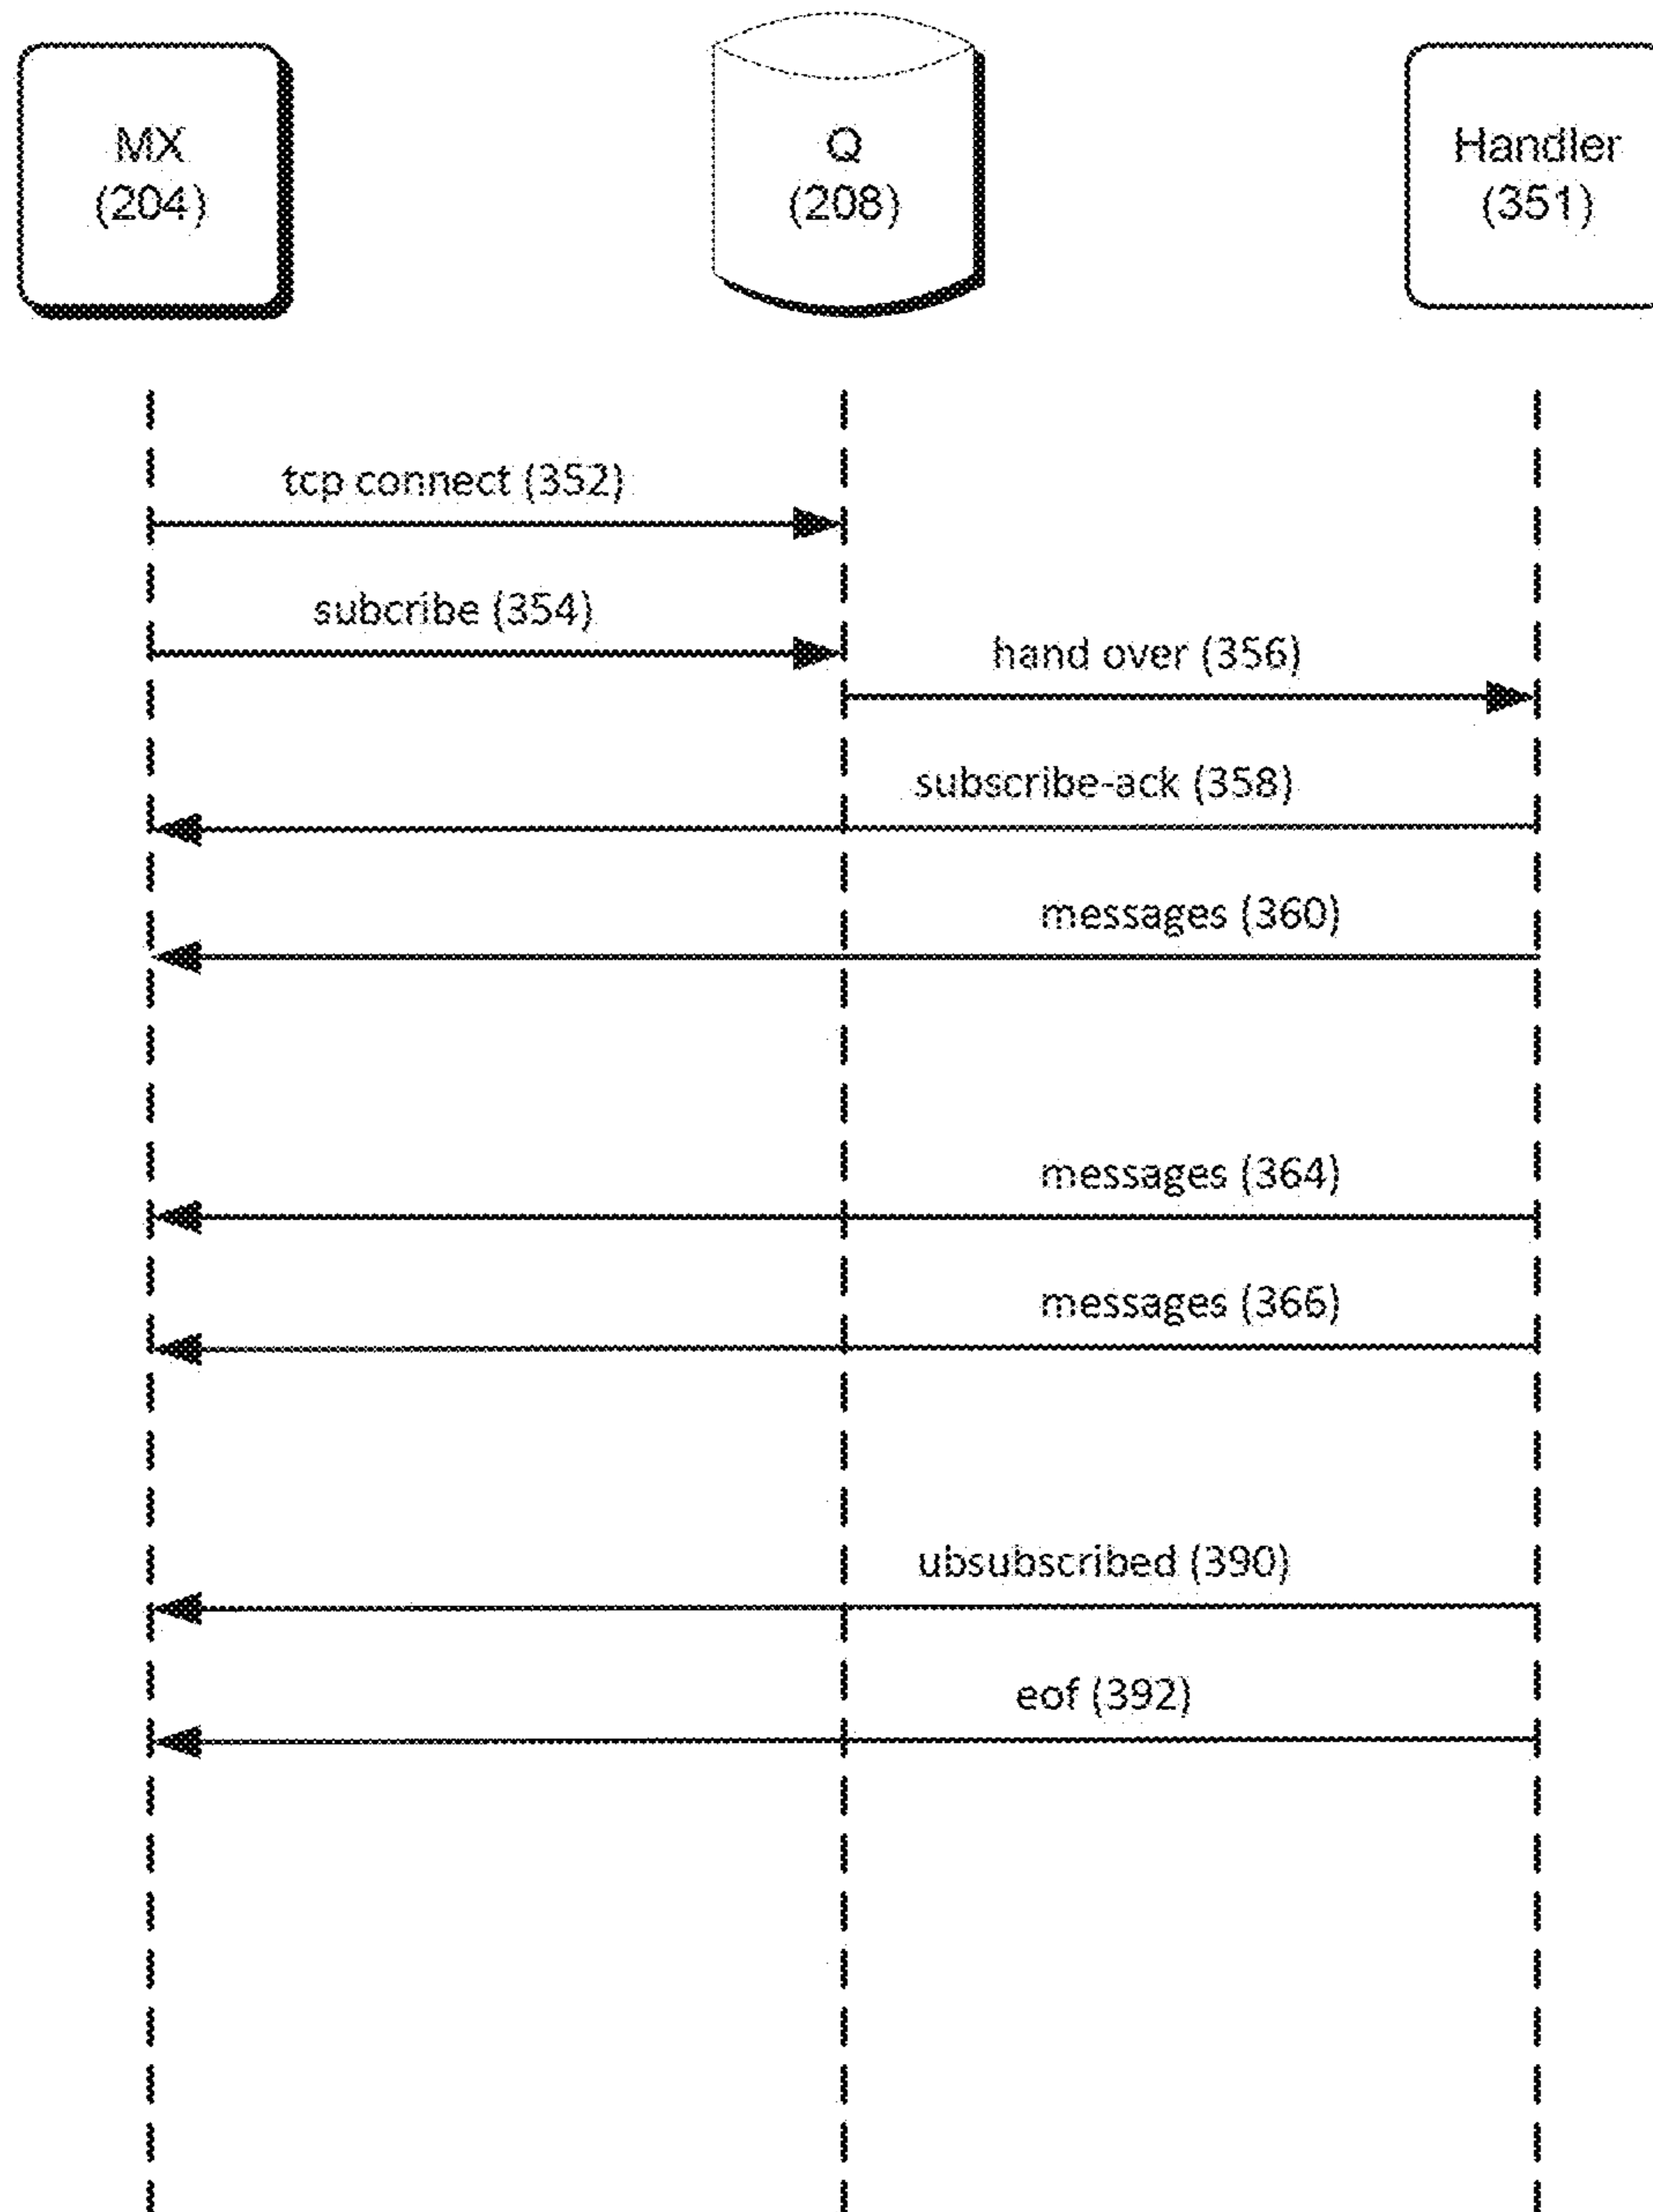 MX
(204)
Q
(208)
Handler
(351)
tcp connect (352)
subcribe (354)
hand over (356)
subscribe-ack (358)
messages (360)
messages (364)
messages (366)
ubsubscribed (390)
eof (392)